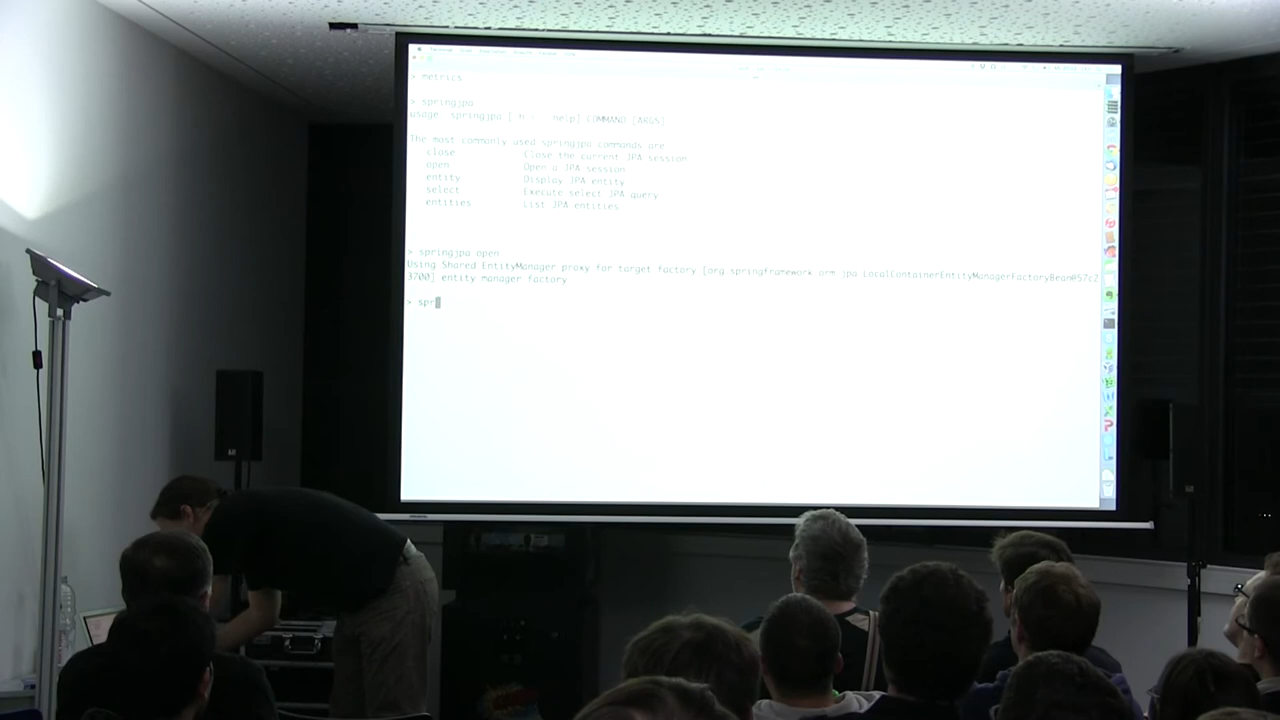 > metrics
> springjpa
usage: springjpa [-h | --help] COMMAND [ARGS]
The most commonly used springjpa commands are
close Close the current JPA session
open Open a JPA session
entity Display JPA entity
select Execute select JPA query
entities List JPA entities
> springjpa open
Using Shared EntityManager proxy for target factory [org.springframework.orm.jpa.LocalContainerEntityManagerFactoryBean@57c2
3700] entity manager factory
> spr